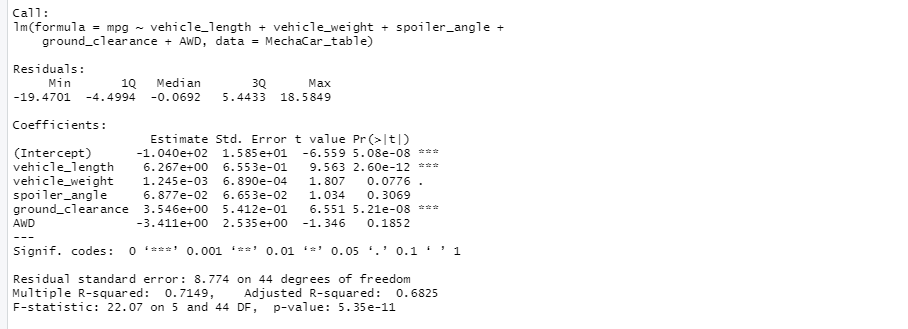 Call:
lm(formula = mpg ~ vehicle_length + vehicle_weight + spoiler_angle +
    ground_clearance + AWD, data = MechaCar_table)

Residuals:
     Min       1Q   Median       3Q      Max
-19.4701  -4.4994  -0.0692   5.4433  18.5849

Coefficients:
                   Estimate Std. Error t value Pr(>|t|)
(Intercept)      -1.040e+02  1.585e+01  -6.559 5.08e-08 ***
vehicle_length    6.267e+00  6.553e-01   9.563 2.60e-12 ***
vehicle_weight    1.245e-03  6.890e-04   1.807   0.0776 .
spoiler_angle     6.877e-02  6.653e-02   1.034   0.3069
ground_clearance  3.546e+00  5.412e-01   6.551 5.21e-08 ***
AWD              -3.411e+00  2.535e+00  -1.346   0.1852
---
Signif. codes:  0 ‘***’ 0.001 ‘**’ 0.01 ‘*’ 0.05 ‘.’ 0.1 ‘ ’ 1

Residual standard error: 8.774 on 44 degrees of freedom
Multiple R-squared:  0.7149,	Adjusted R-squared:  0.6825
F-statistic: 22.07 on 5 and 44 DF,  p-value: 5.35e-11